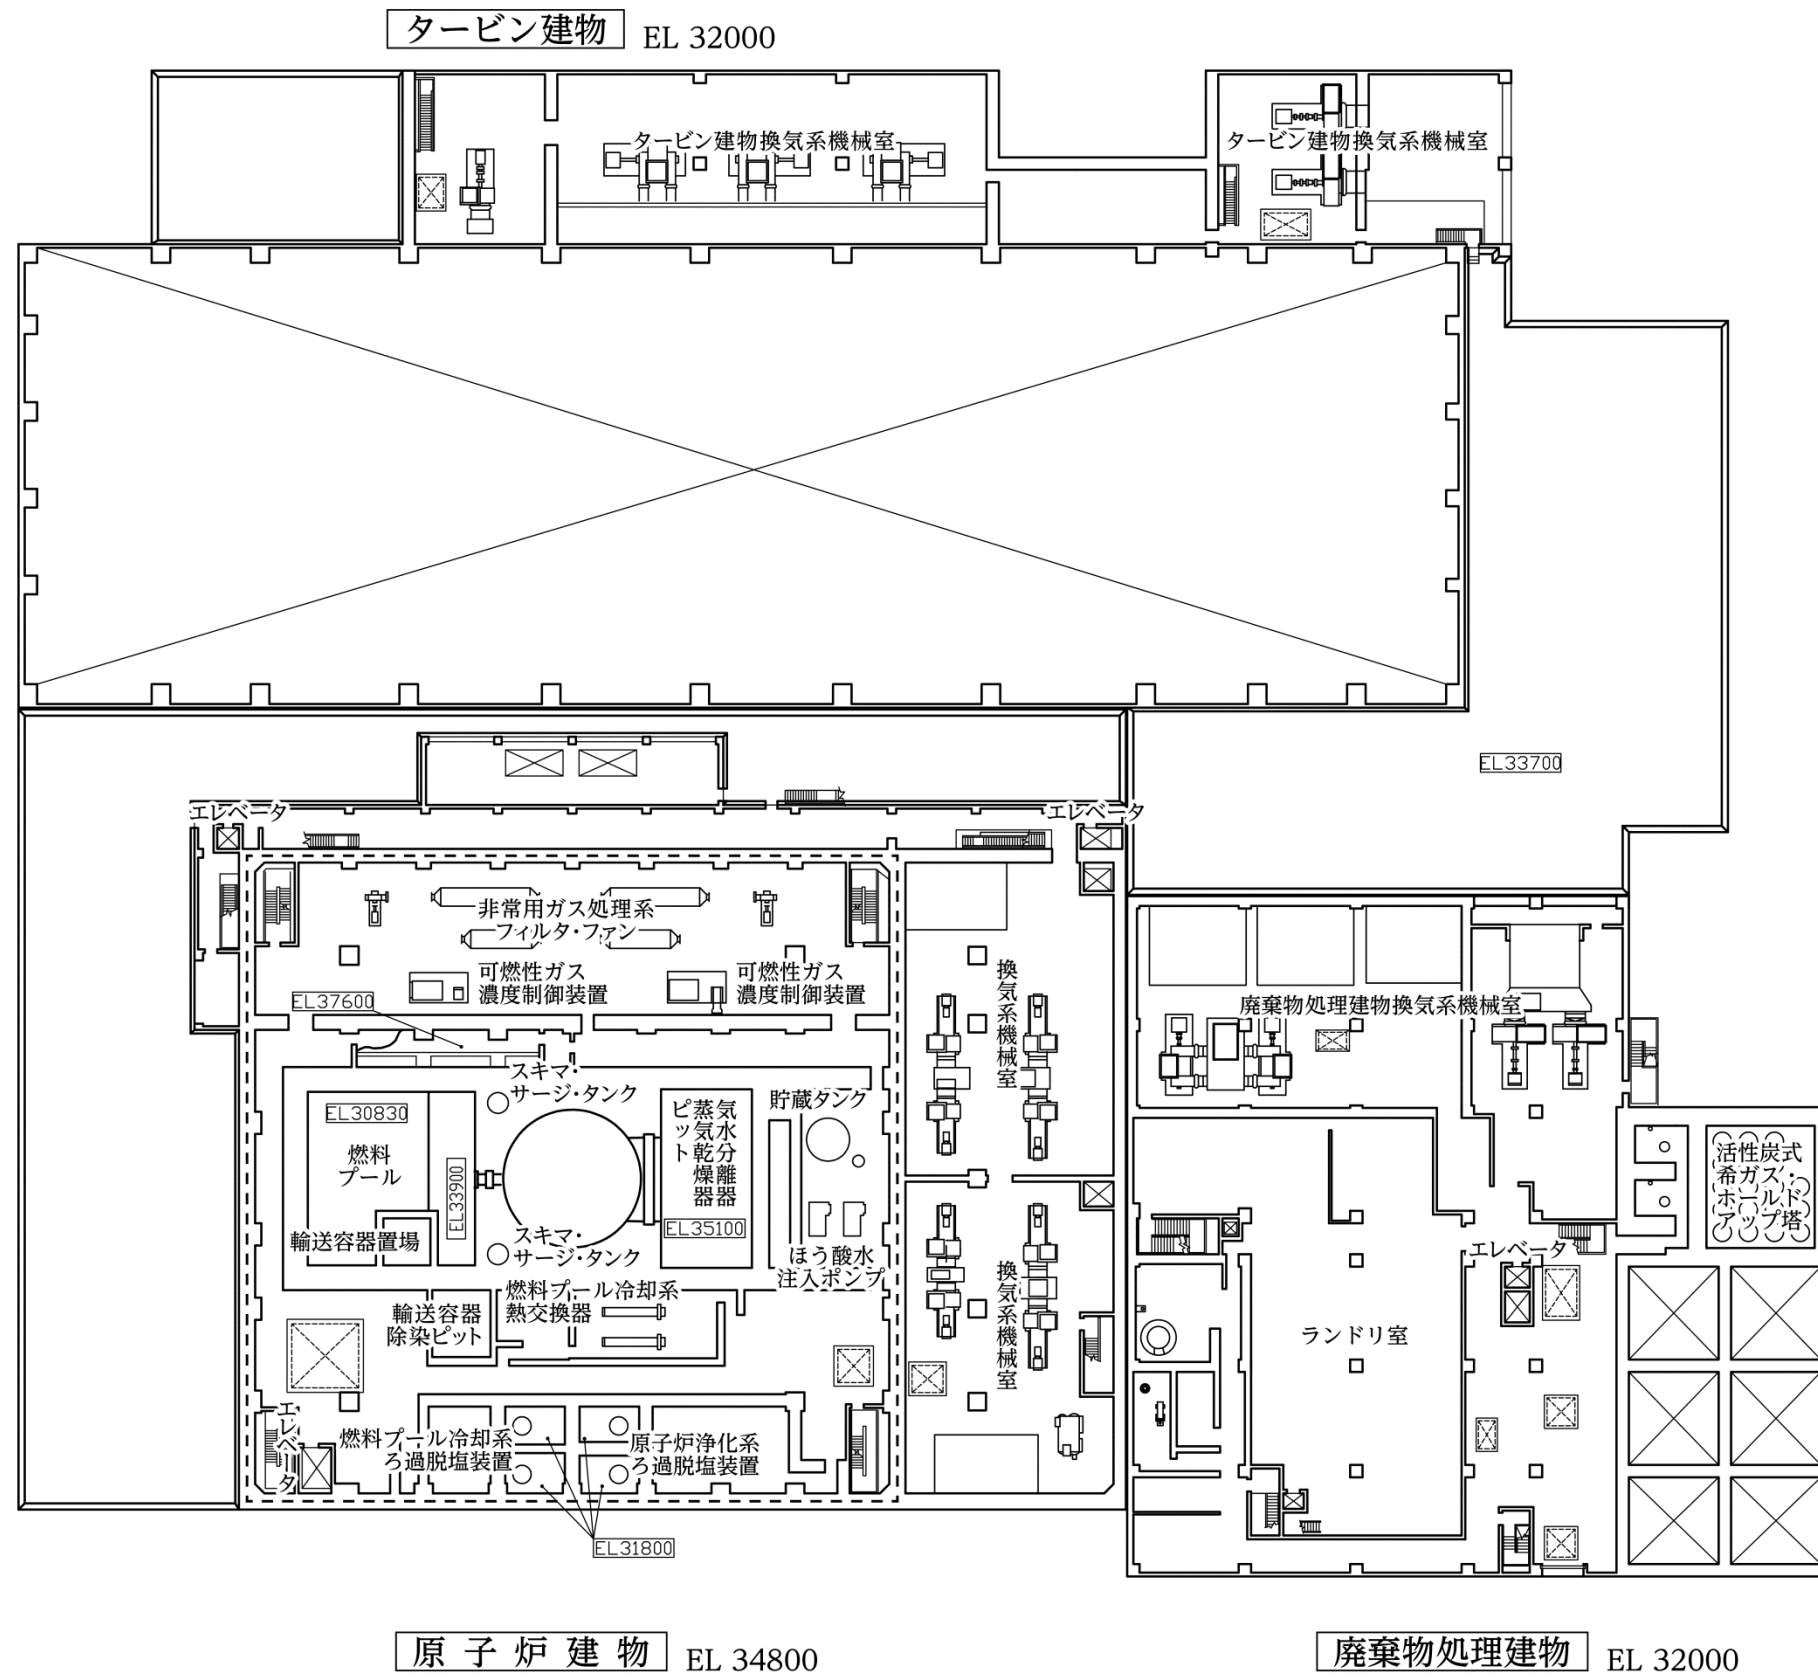 タービン建物 EL 32000
タービン建物換気系機械室
タービン建物換気系機械室
EL33700
エレベータ
エレベータ
非常用ガス処理系
フィルタ・ファン
可燃性ガス
濃度制御装置
可燃性ガス
濃度制御装置
EL37600
換気系機械室
廃棄物処理建物換気系機械室
スキマ・
サージ・タンク
EL30830
燃料
プール
EL33900
気水分離器
蒸気乾燥器
ピット
EL35100
貯蔵タンク
活性炭式
希ガス・
ホールド
アップ塔
輸送容器置場
スキマ・
サージ・タンク
ほう酸水
注入ポンプ
エレベータ
燃料プール冷却系
熱交換器
輸送容器
除染ピット
換気系機械室
ランドリ室
エレベータ
燃料プール冷却系
ろ過脱塩装置
原子炉浄化系
ろ過脱塩装置
EL31800
原子炉建物 EL 34800
廃棄物処理建物 EL 32000